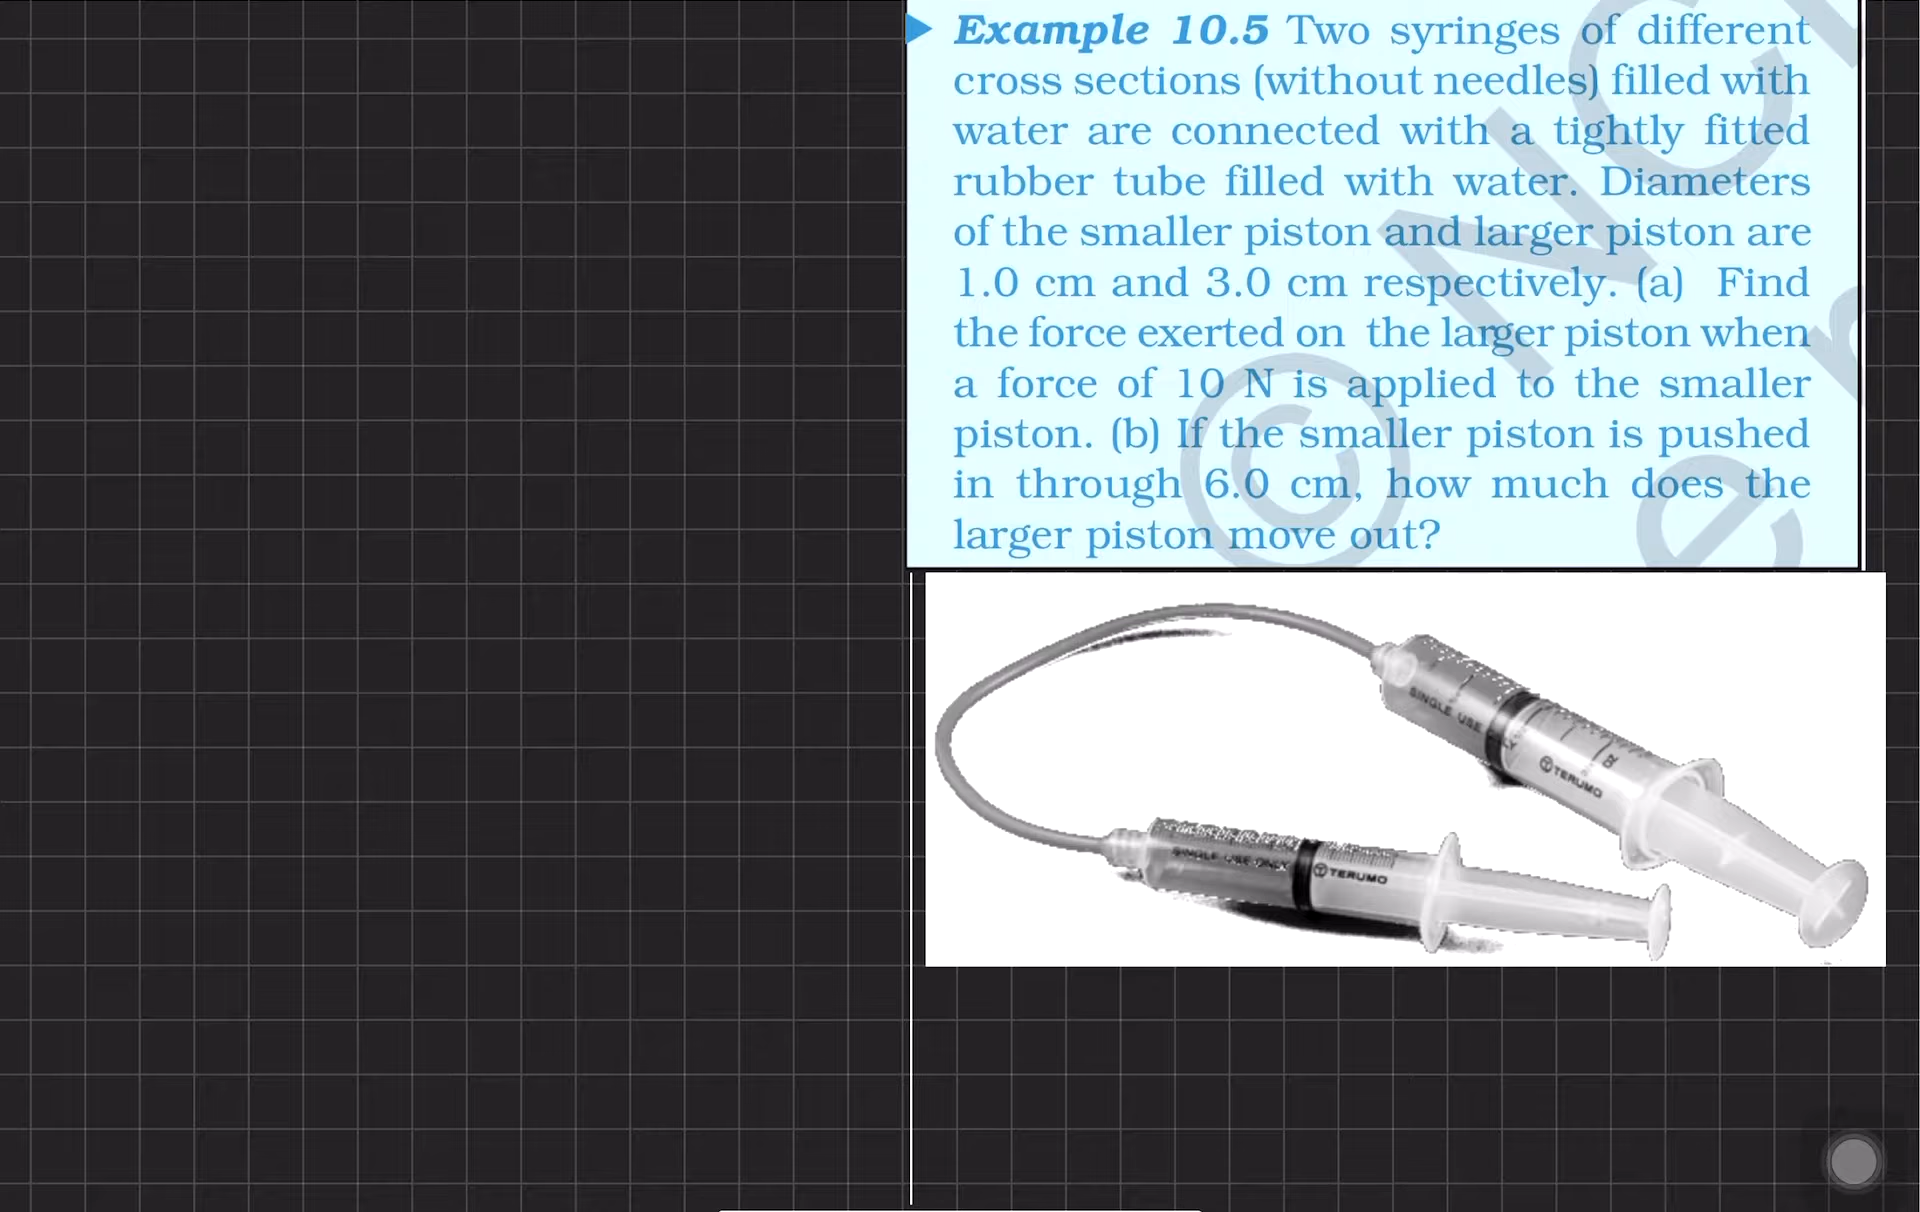 Example 10.5 Two syringes of different
cross sections (without needles) filled with
water are connected with a tightly fitted
rubber tube filled with water. Diameters
of the smaller piston and larger piston are
1.0 cm and 3.0 cm respectively. (a) Find
the force exerted on the larger piston when
a force of 10 N is applied to the smaller
piston. (b) If the smaller piston is pushed
in through 6.0 cm, how much does the
larger piston move out?
SINGLE USE
TERUMO
SINGLE USE ONLY
TERUMO